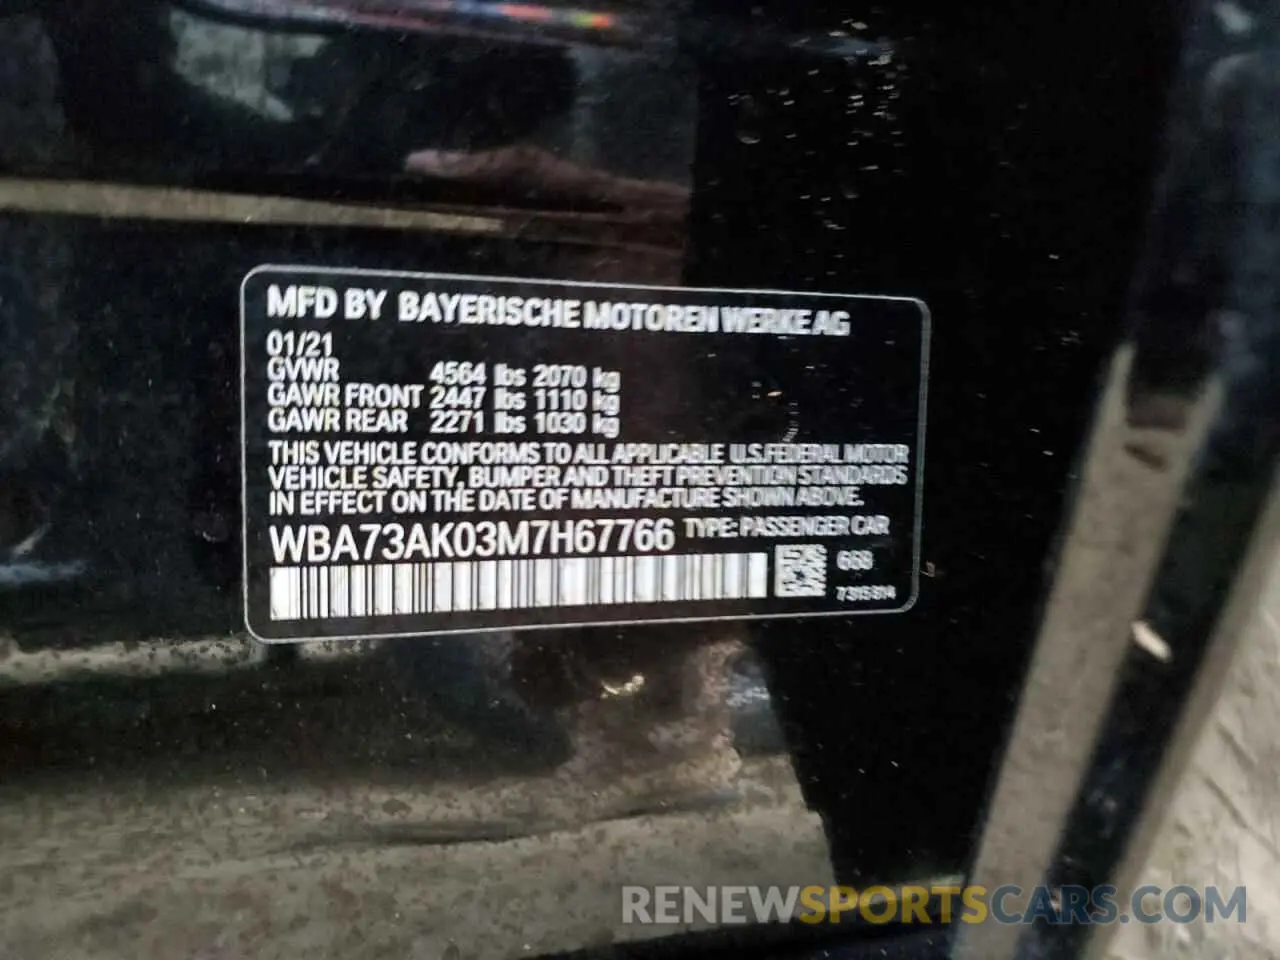 MFD BY BAYERISCHE MOTOREN WERKE AG
01/21
GVWR 4564 lbs 2070 kg
GAWR FRONT 2447 lbs 1110 kg
GAWR REAR 2271 lbs 1030 kg
THIS VEHICLE CONFORMS TO ALL APPLICABLE U.S.FEDERAL MOTOR
VEHICLE SAFETY, BUMPER AND THEFT PREVENTION STANDARDS
IN EFFECT ON THE DATE OF MANUFACTURE SHOWN ABOVE.
WBA73AK03M7H67766 TYPE: PASSENGER CAR
668
7315814
RENEWSPORTSCARS.COM